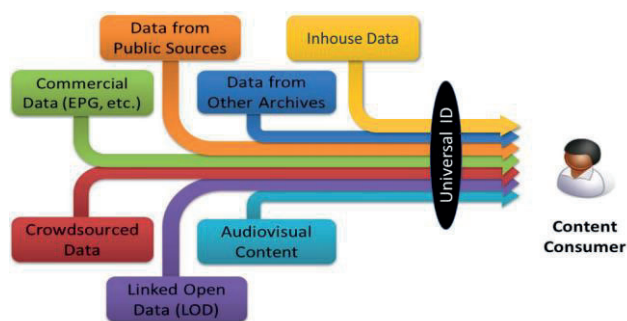 Data from
Public Sources
Inhouse Data
Commercial
Data (EPG, etc.)
Data from
Other Archives
Universal ID
Content
Consumer
Crowdsourced
Data
Audiovisual
Content
Linked Open
Data (LOD)